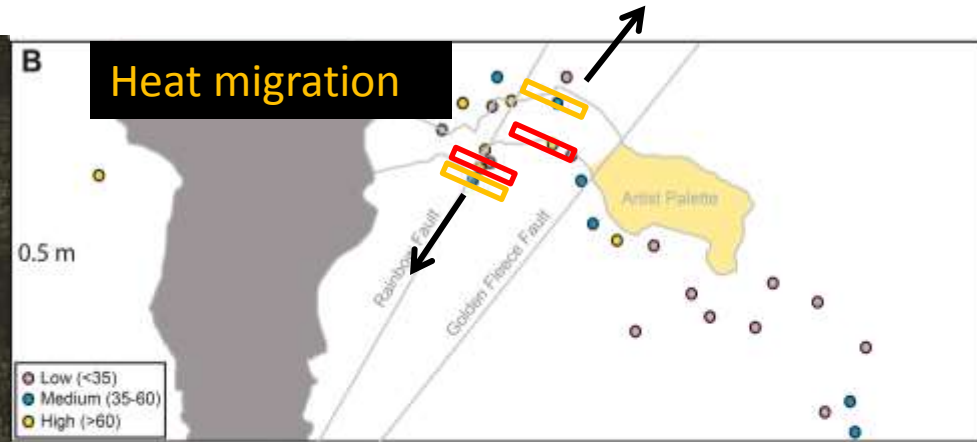 B
Heat migration
Artist Palette
0.5 m
Rainbow Fault
Golden Fleece Fault
Low (<35)
Medium (35-60)
High (>60)